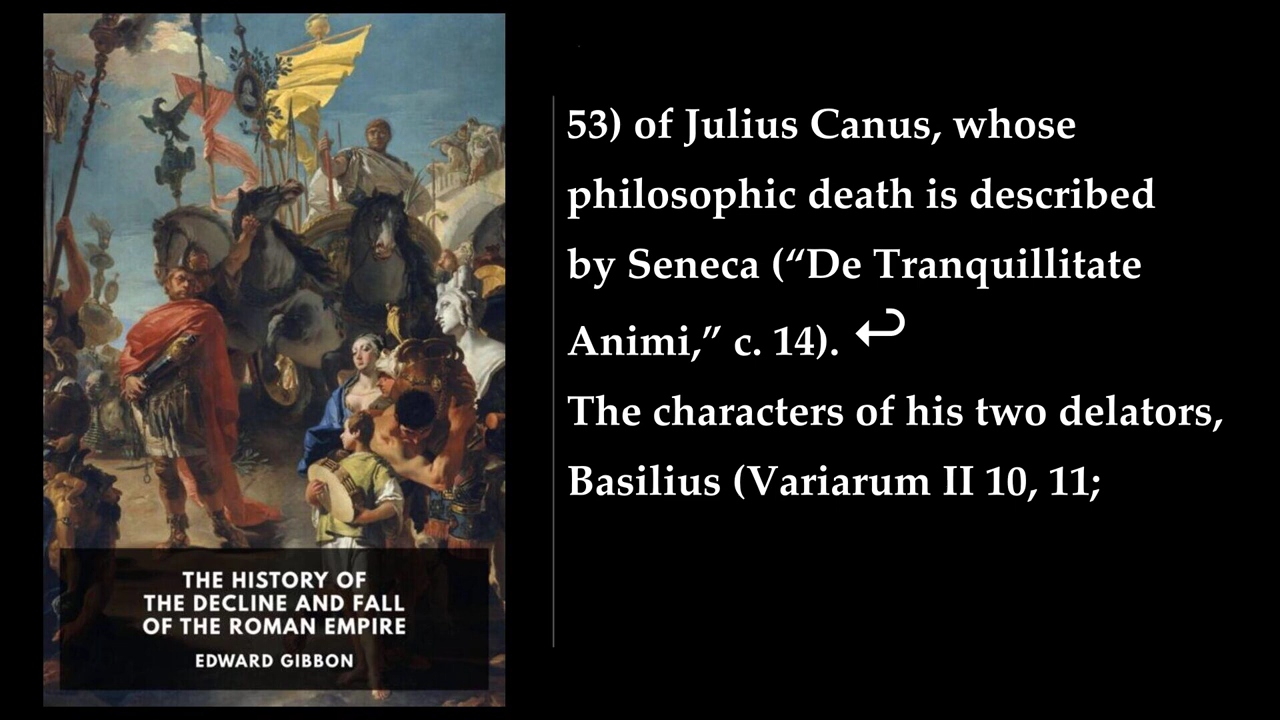 53) of Julius Canus, whose
philosophic death is described
by Seneca (“De Tranquillitate
Animi,” c. 14). ↩
The characters of his two delators,
Basilius (Variarum II 10, 11;
THE HISTORY OF
THE DECLINE AND FALL
OF THE ROMAN EMPIRE
EDWARD GIBBON